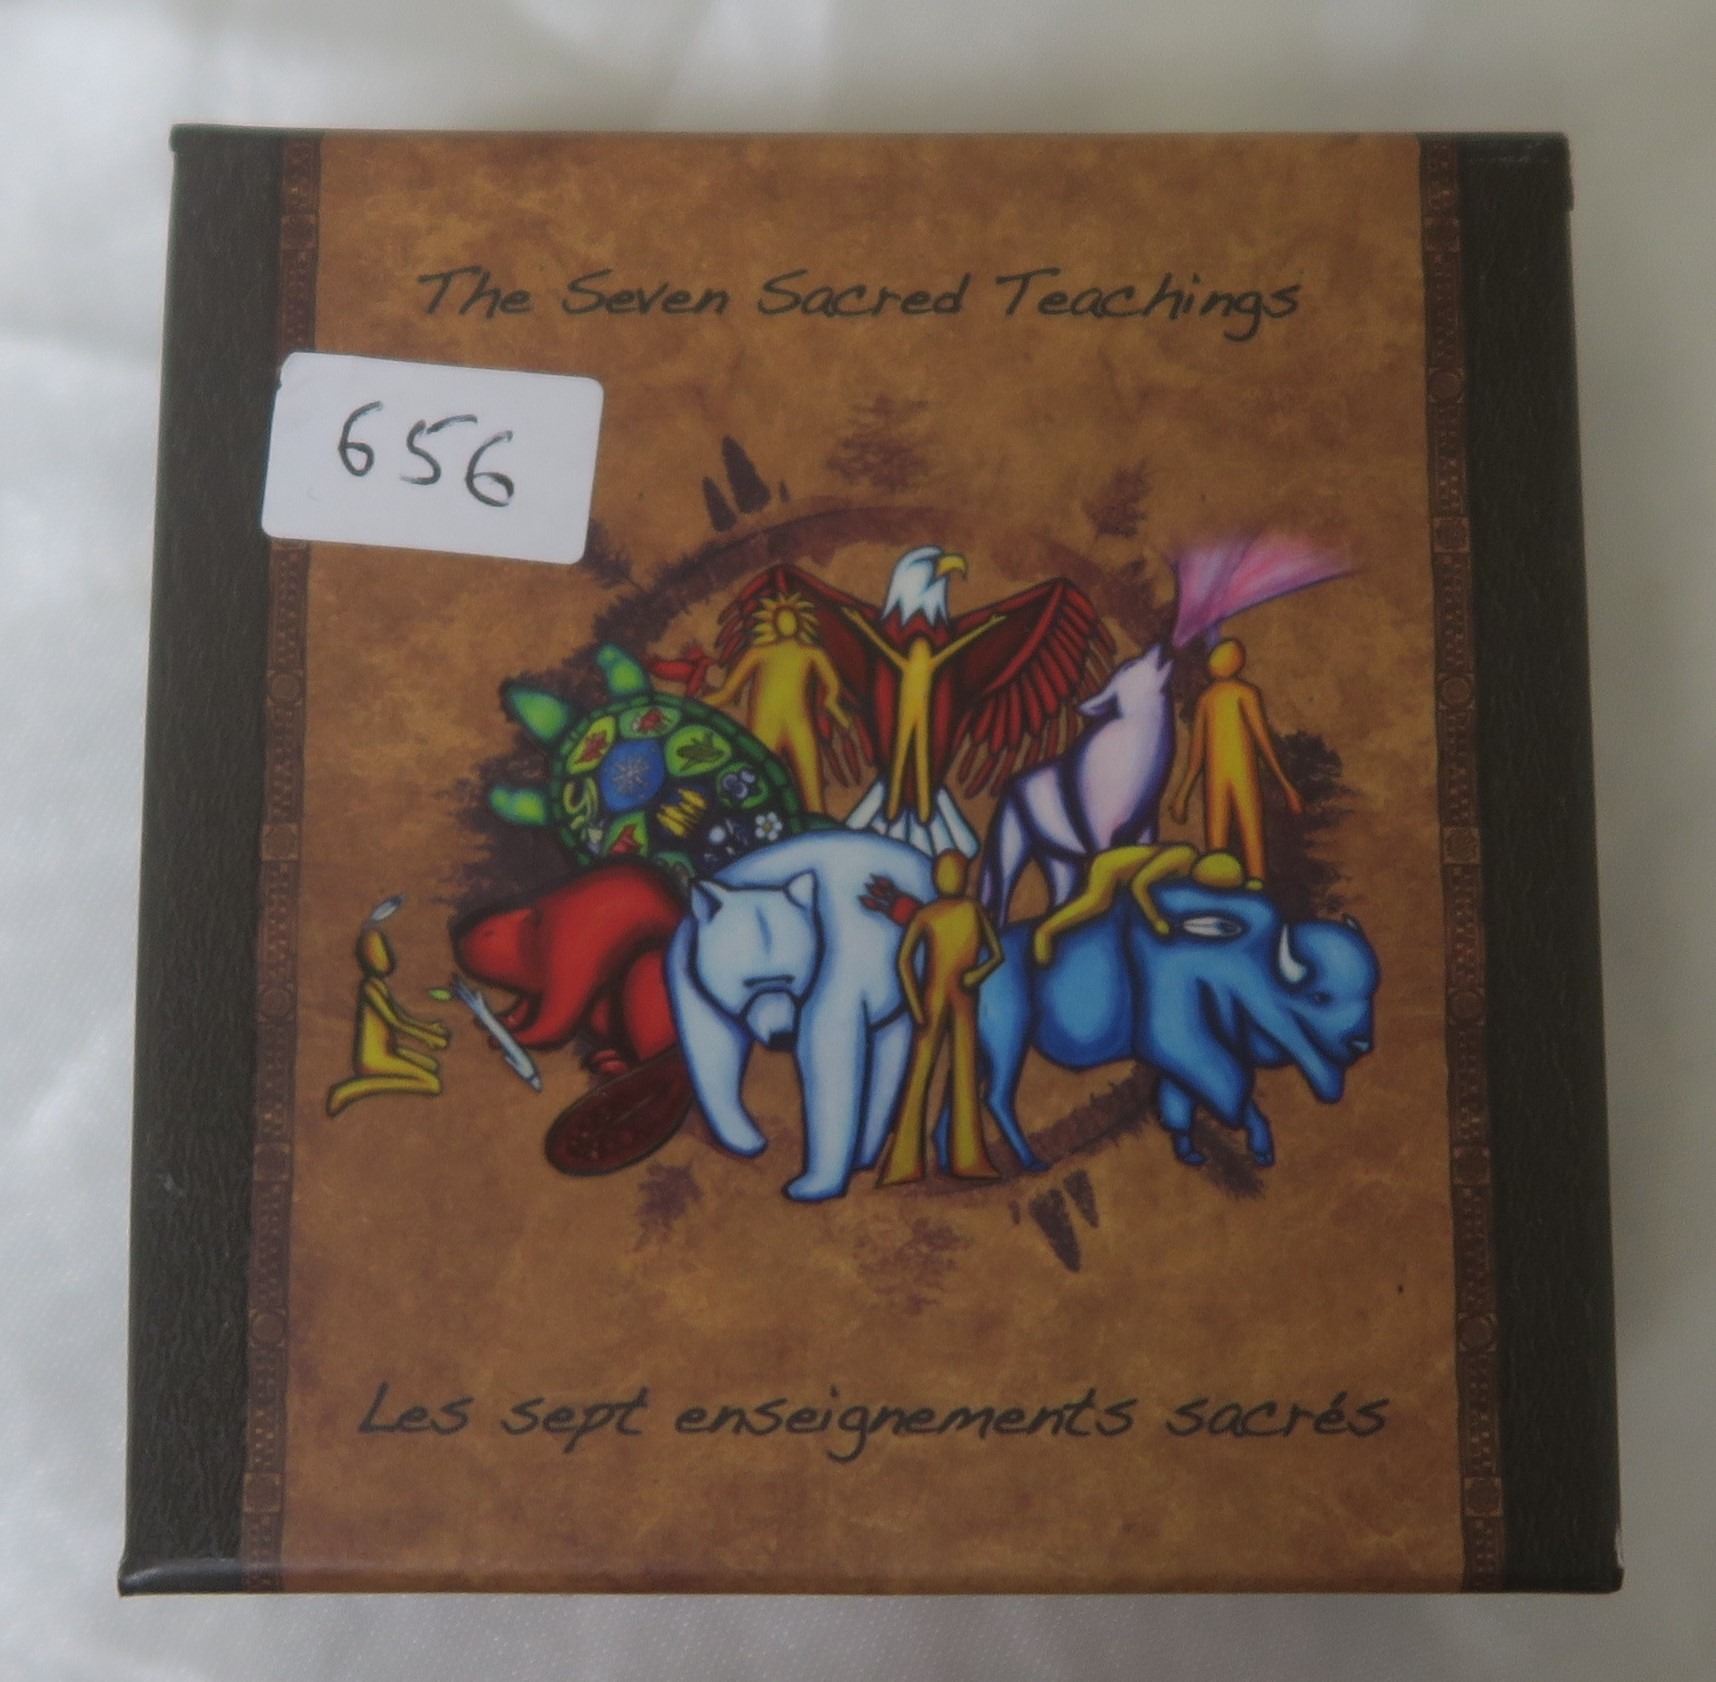 The Seven Sacred Teachings
656
Les sept enseignements sacrés